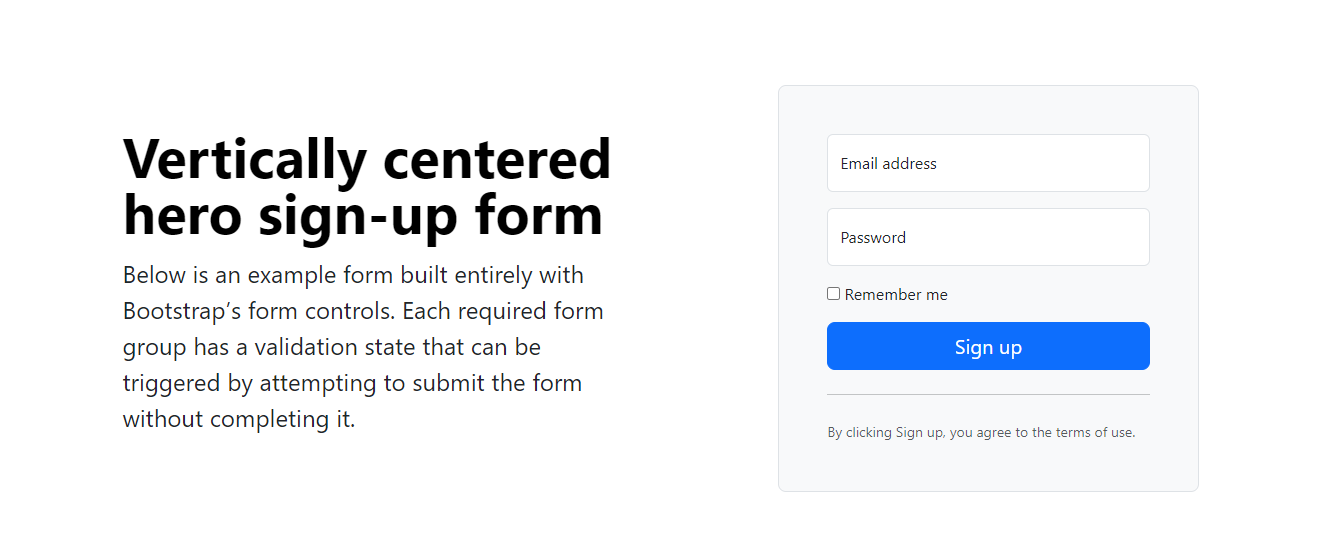 Vertically centered
hero sign-up form
Below is an example form built entirely with
Bootstrap’s form controls. Each required form
group has a validation state that can be
triggered by attempting to submit the form
without completing it.
Email address
Password
Remember me
Sign up
By clicking Sign up, you agree to the terms of use.